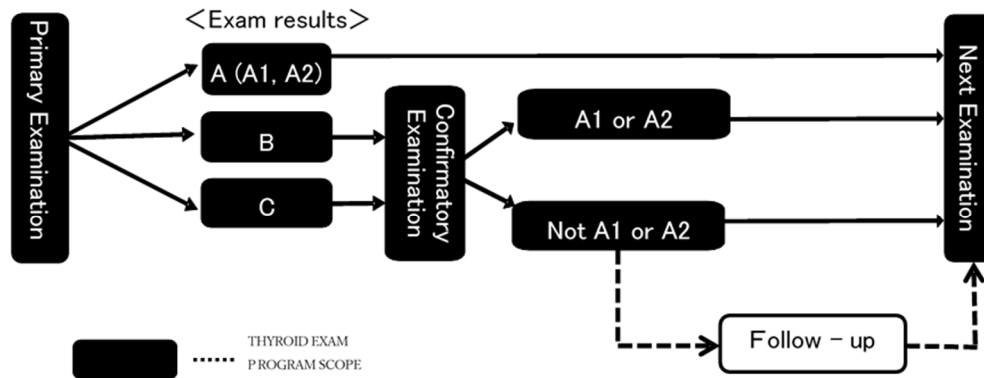 <Exam results>
Primary Examination
A (A1, A2)
B
C
Confirmatory
Examination
A1 or A2
Not A1 or A2
Next Examination
Follow - up
THYROID EXAM
PROGRAM SCOPE